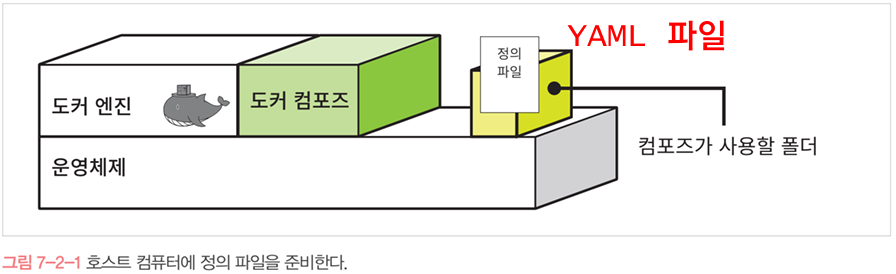 YAML 파일
정의
파일
도커 엔진
도커 컴포즈
컴포즈가 사용할 폴더
운영체제
그림 7-2-1 호스트 컴퓨터에 정의 파일을 준비한다.